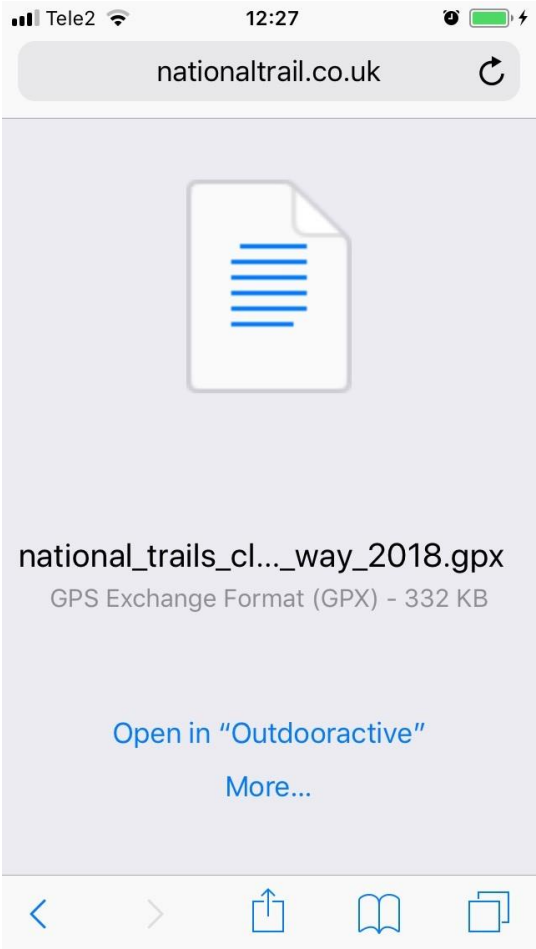 Tele2 12:27
nationaltrail.co.uk
national_trails_cl..._way_2018.gpx
GPS Exchange Format (GPX) - 332 KB
Open in “Outdooractive”
More...